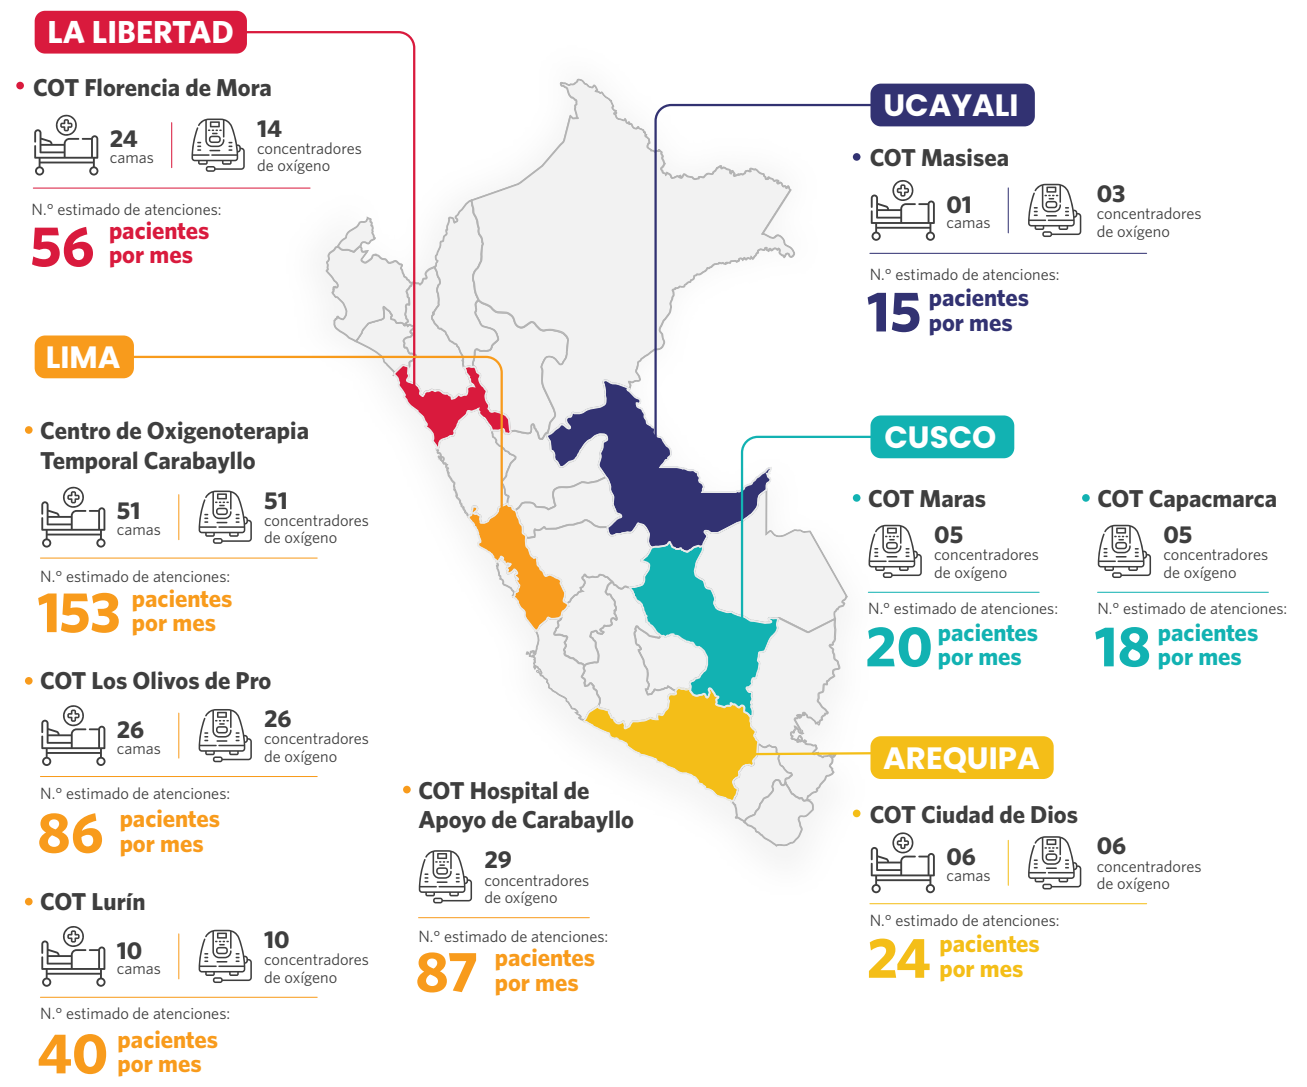 LA LIBERTAD
• COT Florencia de Mora
24
camas
14
concentradores
de oxígeno
N.° estimado de atenciones:
56 pacientes
por mes
LIMA
• Centro de Oxigenoterapia
Temporal Carabayllo
51
camas
51
concentradores
de oxígeno
N.° estimado de atenciones:
153 pacientes
por mes
• COT Los Olivos de Pro
26
camas
26
concentradores
de oxígeno
N.° estimado de atenciones:
86 pacientes
por mes
• COT Lurín
10
camas
10
concentradores
de oxígeno
N.° estimado de atenciones:
40 pacientes
por mes
• COT Hospital de
Apoyo de Carabayllo
29
concentradores
de oxígeno
N.° estimado de atenciones:
87 pacientes
por mes
UCAYALI
• COT Masisea
01
camas
03
concentradores
de oxígeno
N.° estimado de atenciones:
15 pacientes
por mes
CUSCO
• COT Maras
05
concentradores
de oxígeno
N.° estimado de atenciones:
20 pacientes
por mes
• COT Capacmarca
05
concentradores
de oxígeno
N.° estimado de atenciones:
18 pacientes
por mes
AREQUIPA
• COT Ciudad de Dios
06
camas
06
concentradores
de oxígeno
N.° estimado de atenciones:
24 pacientes
por mes